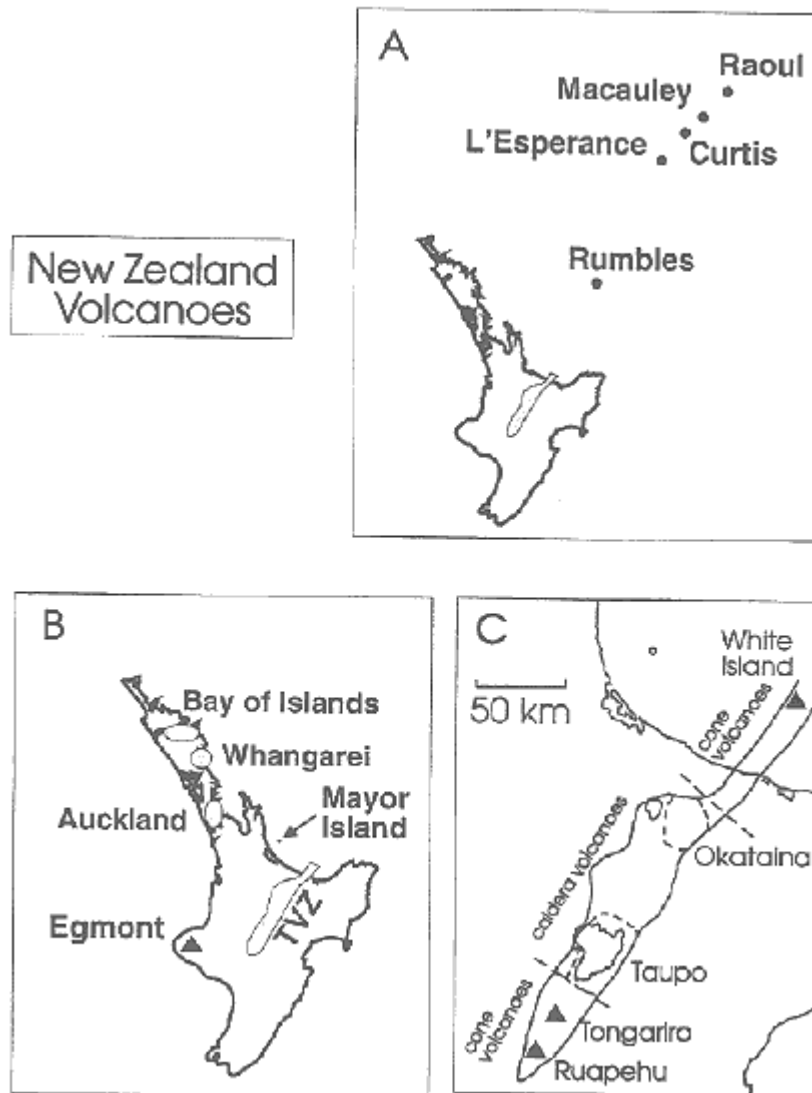 A
Raoul
Macauley
L'Esperance
Curtis
Rumbles
New Zealand
Volcanoes
B
Bay of Islands
Whangarei
Auckland
Mayor
Island
Egmont
TVZ
C
White
Island
50 km
cone
volcanoes
Okataina
caldera volcanoes
Taupo
cone
volcanoes
Tongariro
Ruapehu